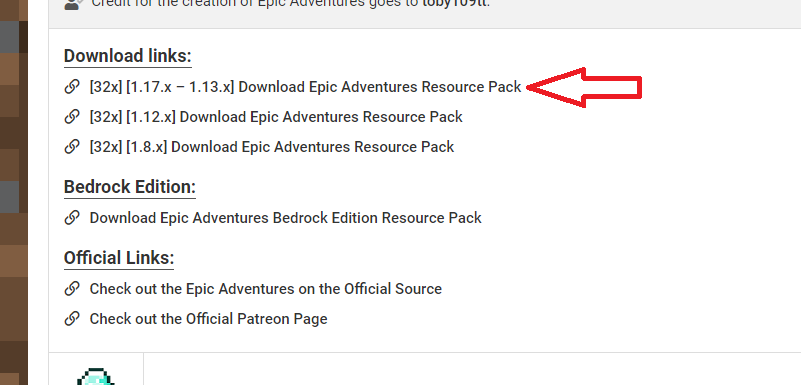 Credit for the creation of Epic Adventures goes to toby109tt.
Download links:
[32x] [1.17.x – 1.13.x] Download Epic Adventures Resource Pack
[32x] [1.12.x] Download Epic Adventures Resource Pack
[32x] [1.8.x] Download Epic Adventures Resource Pack
Bedrock Edition:
Download Epic Adventures Bedrock Edition Resource Pack
Official Links:
Check out the Epic Adventures on the Official Source
Check out the Official Patreon Page